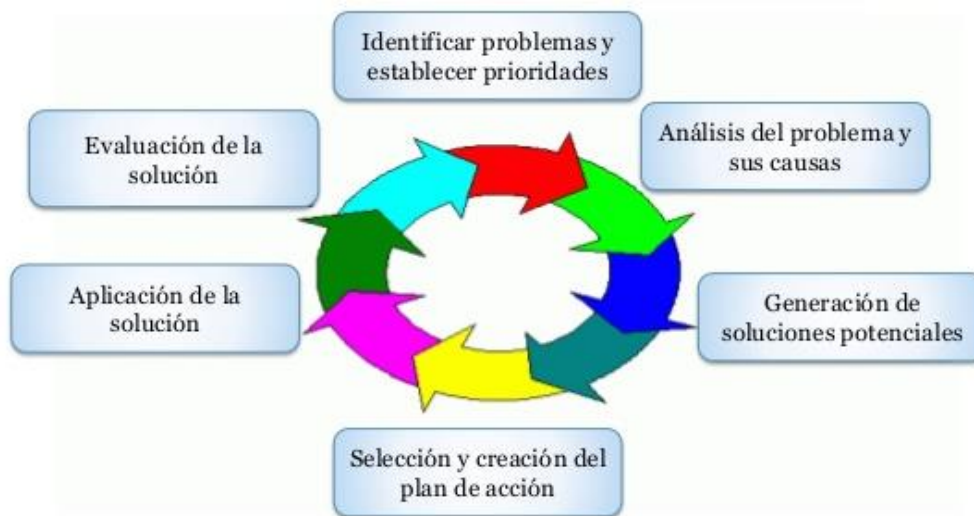 Identificar problemas y
establecer prioridades
Análisis del problema y
sus causas
Generación de
soluciones potenciales
Selección y creación del
plan de acción
Aplicación de la
solución
Evaluación de la
solución